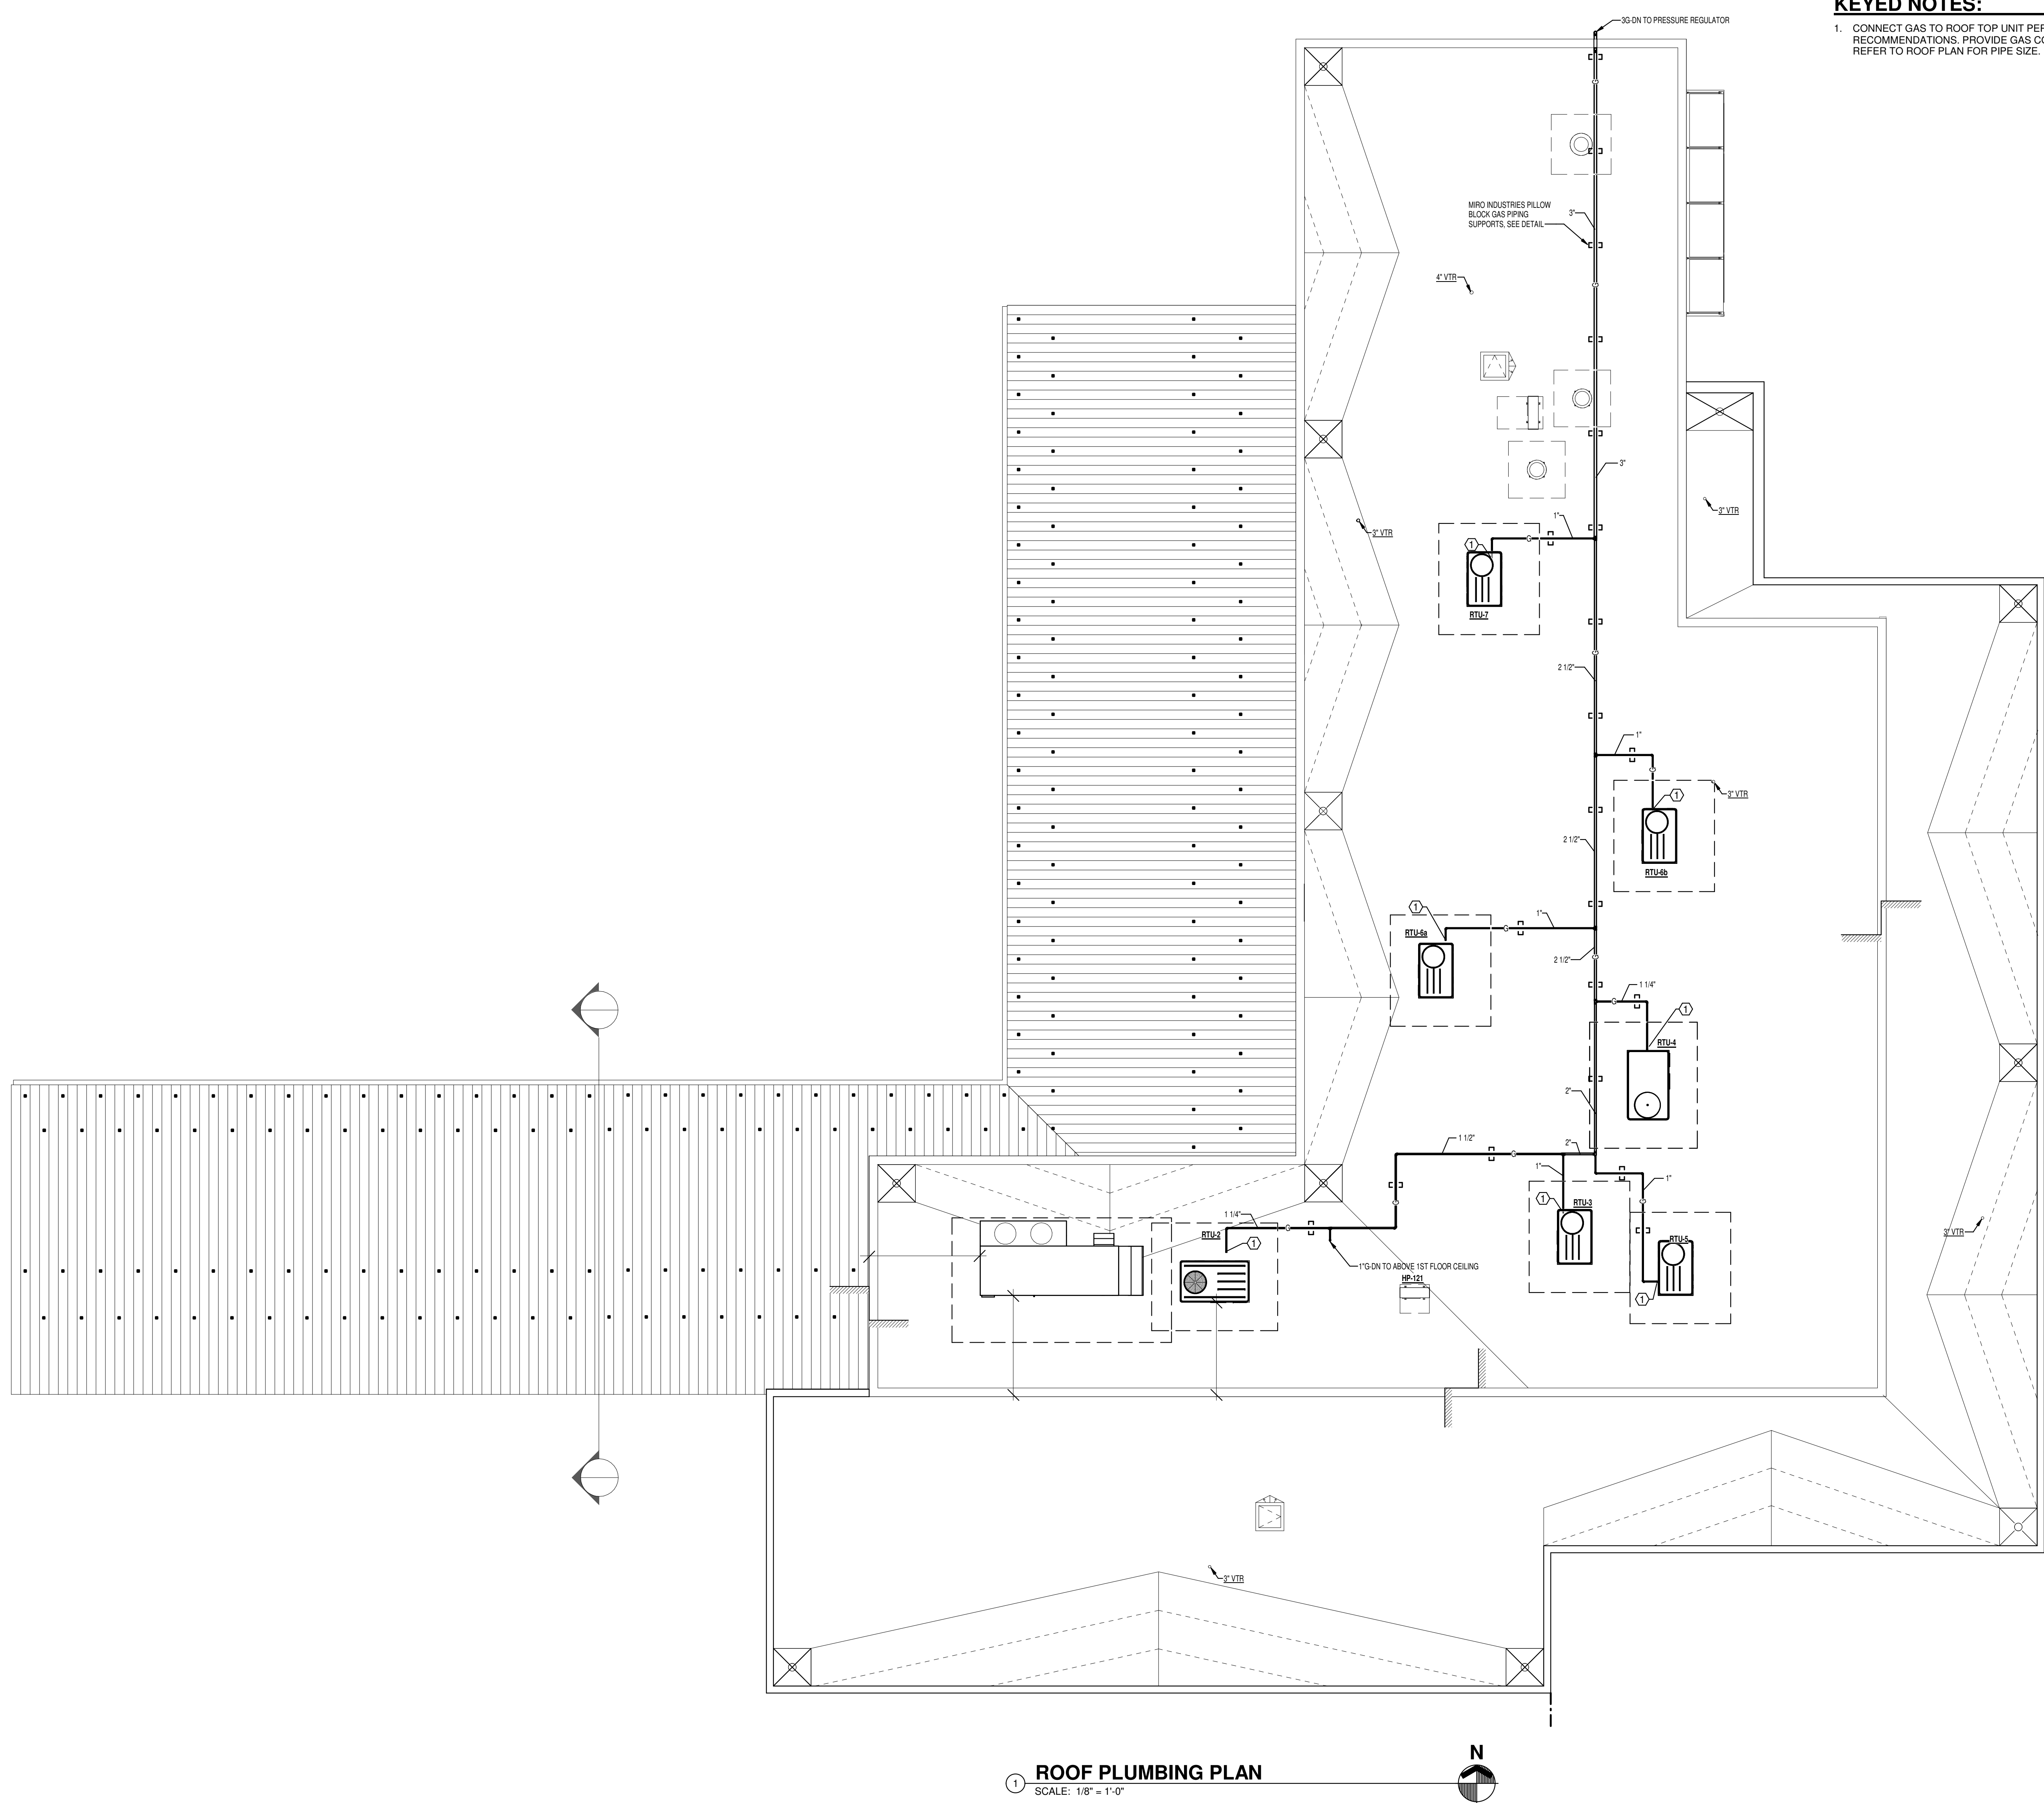 KEYED NOTES:
1. CONNECT GAS TO ROOF TOP UNIT PER
RECOMMENDATIONS. PROVIDE GAS
REFER TO ROOF PLAN FOR PIPE SIZE.
3G-DN TO PRESSURE REGULATOR
G
MIRO INDUSTRIES PILLOW
BLOCK GAS PIPING
SUPPORTS, SEE DETAIL
3"
4" VTR
G
3"
3" VTR
3" VTR
1"
1
G
RTU-7
G
2 1/2"
1"
G
1
3" VTR
2 1/2"
RTU-6b
1
1"
G
RTU-6a
2 1/2"
G
1 1/4"
G
1
RTU-4
2"
1 1/2"
G
2"
1"
1"
1
RTU-3
G
G
1 1/4"
G
RTU-2
1
3" VTR
RTU-5
1"G-DN TO ABOVE 1ST FLOOR CEILING
HP-121
1
3" VTR
N
1
ROOF PLUMBING PLAN
SCALE: 1/8" = 1'-0"